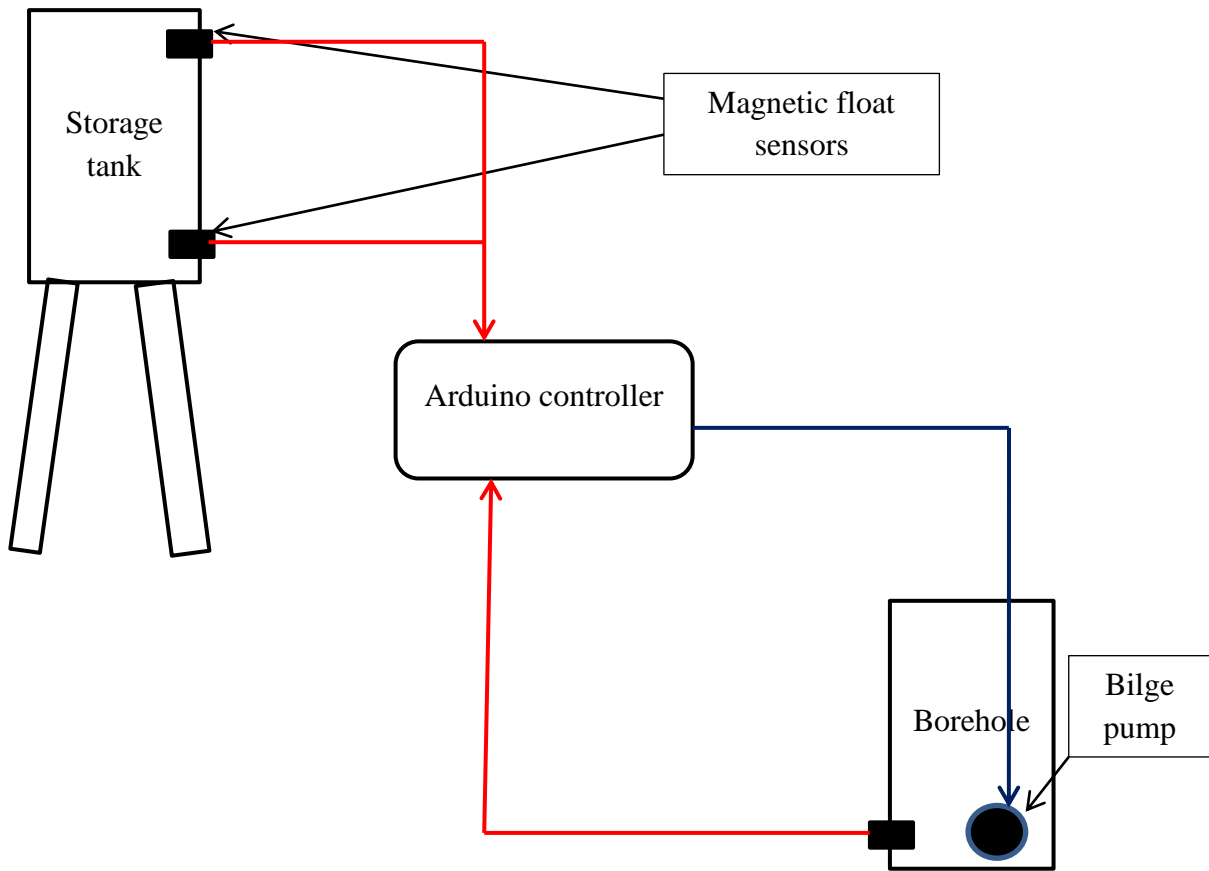 Storage
tank
Magnetic float
sensors
Arduino controller
Borehole
Bilge
pump